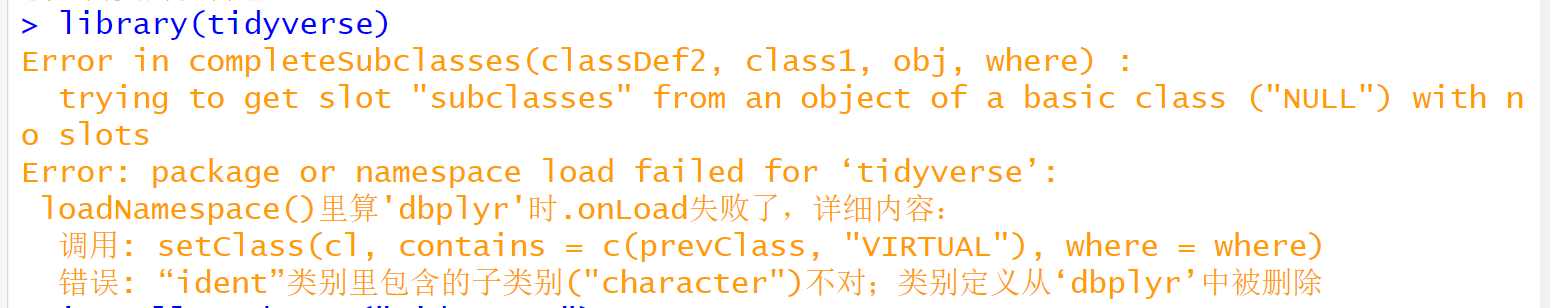 > library(tidyverse)
Error in completeSubclasses(classDef2, class1, obj, where) :
  trying to get slot "subclasses" from an object of a basic class ("NULL") with n
o slots
Error: package or namespace load failed for ‘tidyverse’:
 loadNamespace()里算'dbplyr'时.onLoad失败了，详细内容：
  调用: setClass(cl, contains = c(prevClass, "VIRTUAL"), where = where)
  错误: “ident”类别里包含的子类别("character")不对；类别定义从‘dbplyr’中被删除